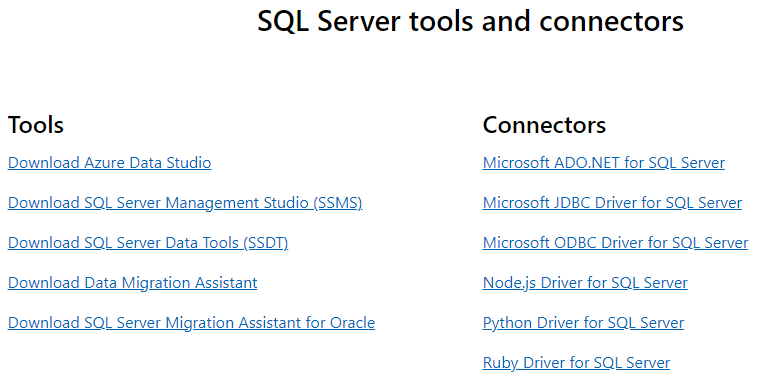 SQL Server tools and connectors
Tools
Download Azure Data Studio
Download SQL Server Management Studio (SSMS)
Download SQL Server Data Tools (SSDT)
Download Data Migration Assistant
Download SQL Server Migration Assistant for Oracle
Connectors
Microsoft ADO.NET for SQL Server
Microsoft JDBC Driver for SQL Server
Microsoft ODBC Driver for SQL Server
Node.js Driver for SQL Server
Python Driver for SQL Server
Ruby Driver for SQL Server